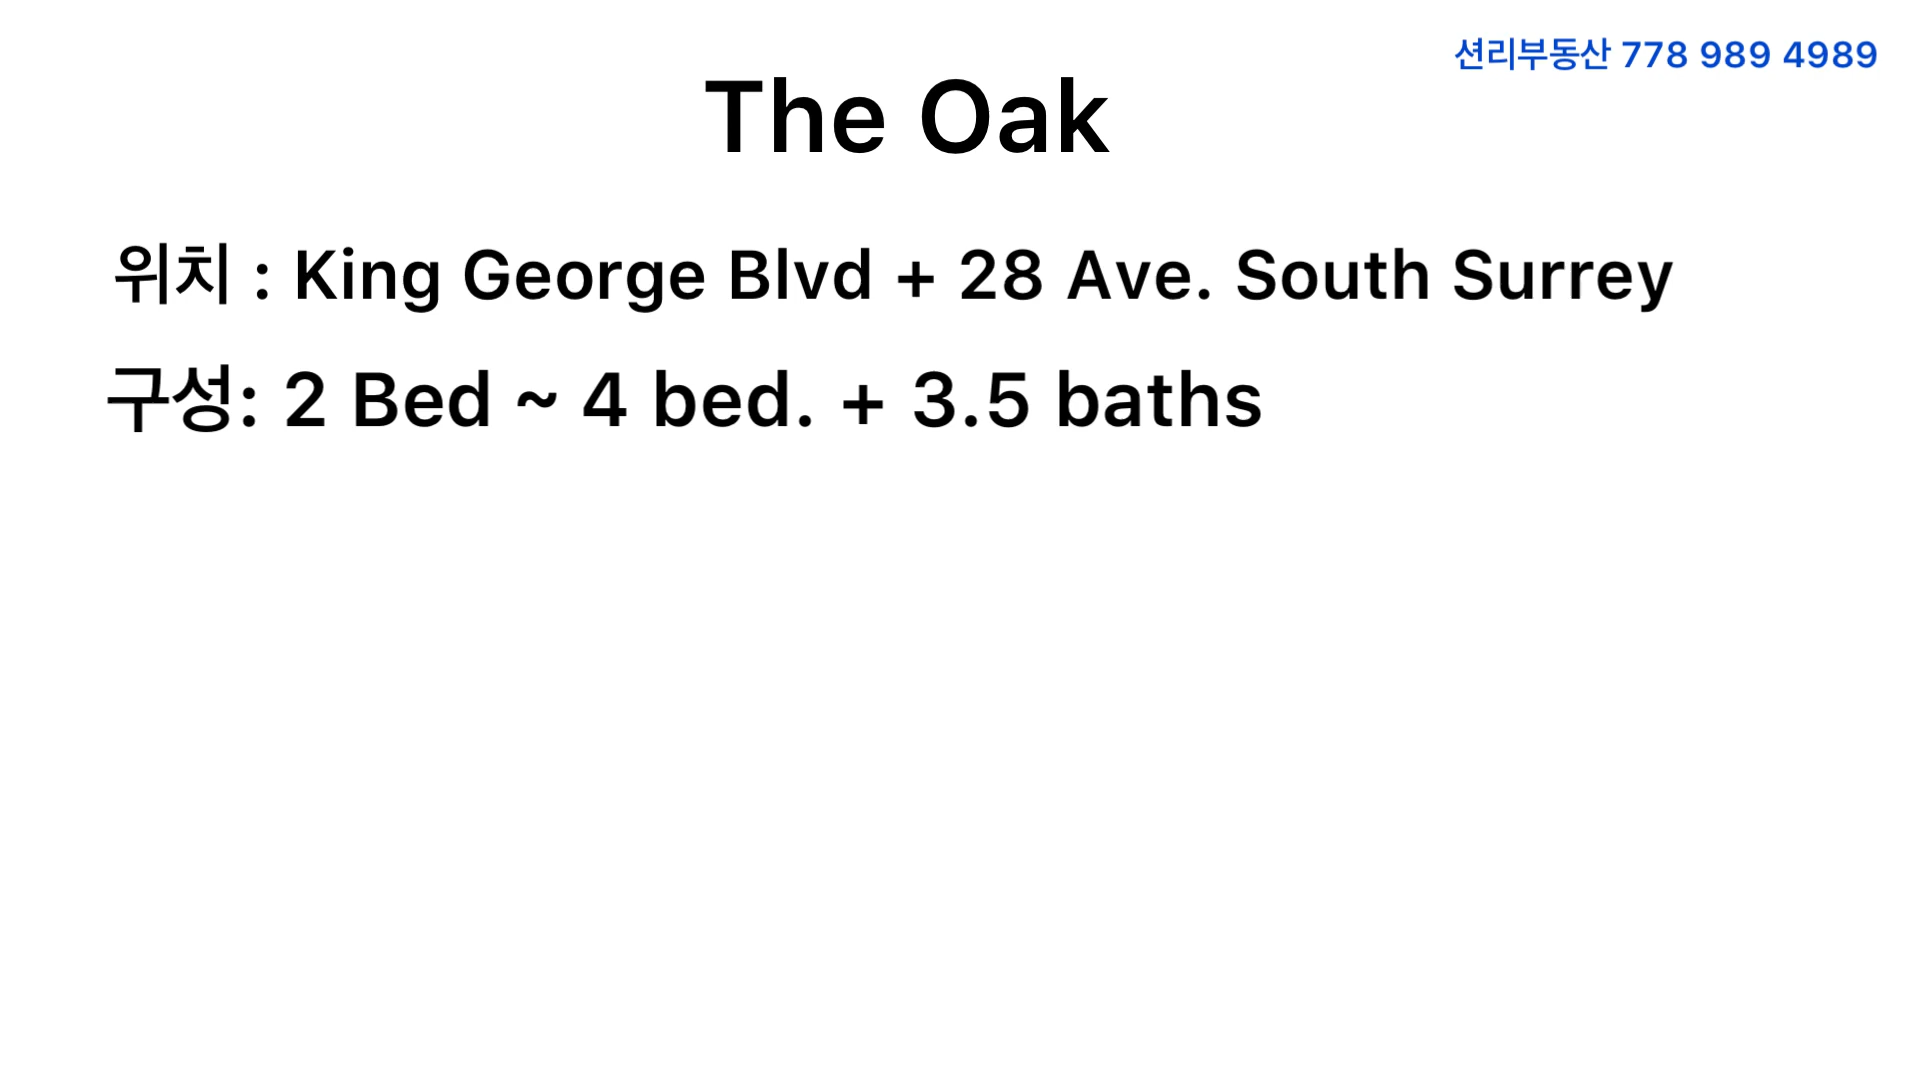 션리부동산 778 989 4989
The Oak
위치 : King George Blvd + 28 Ave. South Surrey
구성: 2 Bed ~ 4 bed. + 3.5 baths